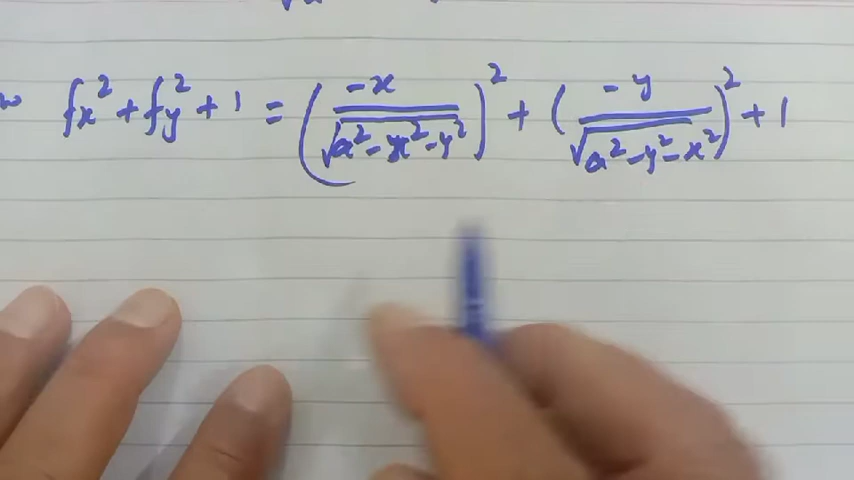 fx² + fy² + 1 = (-x / √(a² - x² - y²))² + (-y / √(a² - y² - x²))² + 1